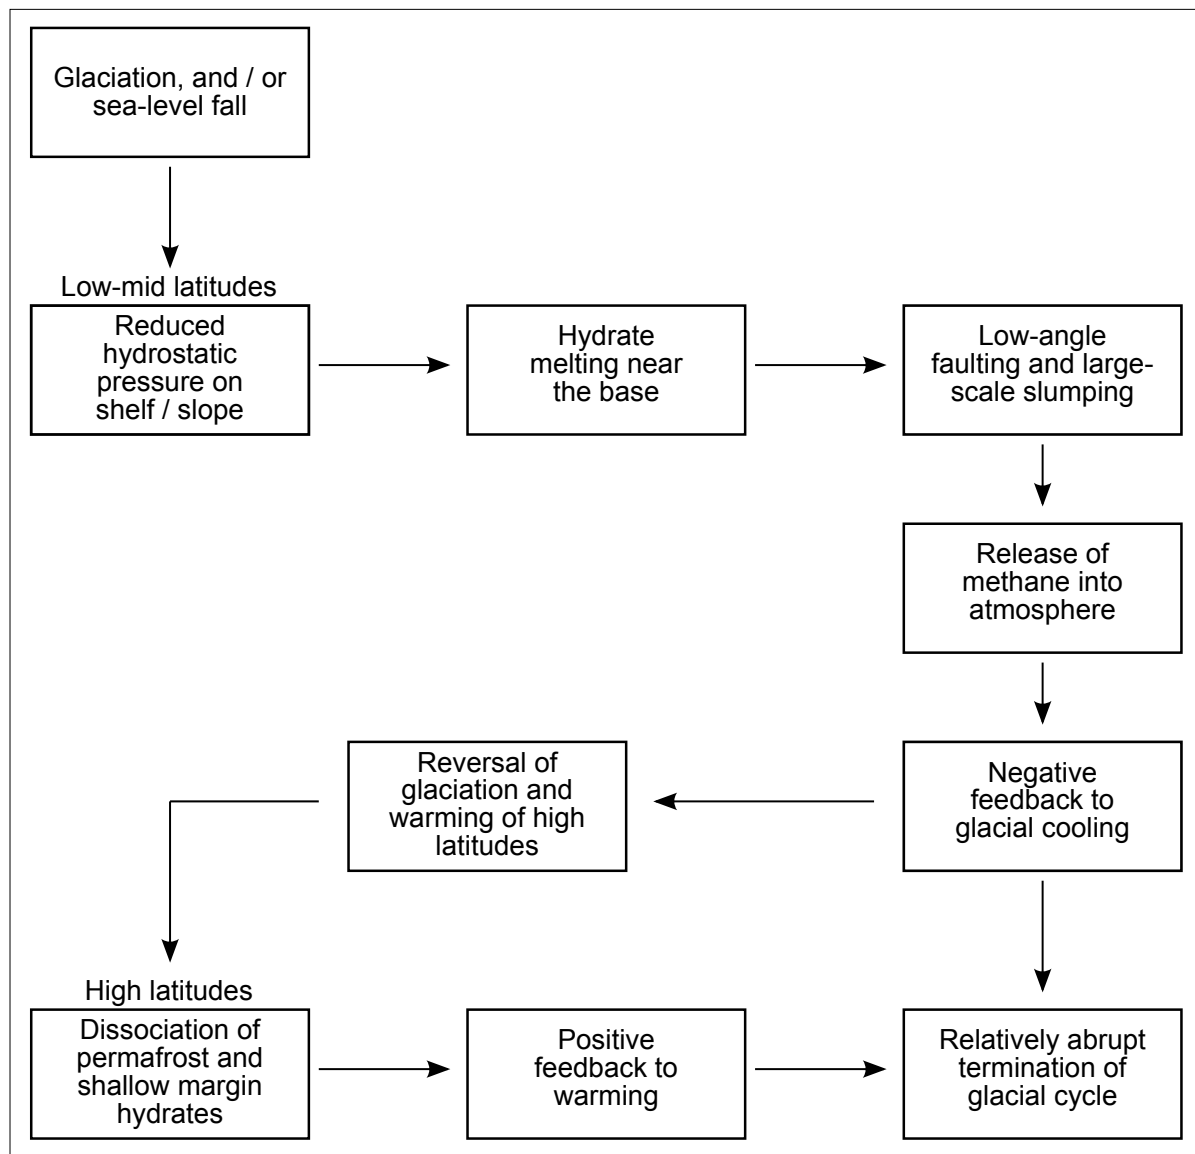 Glaciation, and / or
sea-level fall
Low-mid latitudes
Reduced
hydrostatic
pressure on
shelf / slope
Hydrate
melting near
the base
Low-angle
faulting and large-
scale slumping
Release of
methane into
atmosphere
Negative
feedback to
glacial cooling
Reversal of
glaciation and
warming of high
latitudes
High latitudes
Dissociation of
permafrost and
shallow margin
hydrates
Positive
feedback to
warming
Relatively abrupt
termination of
glacial cycle